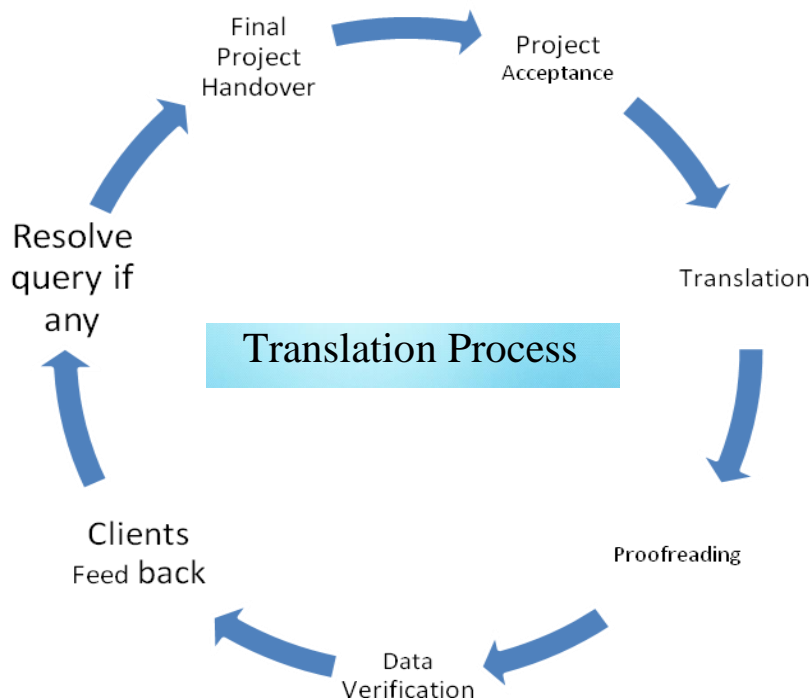 Final
Project
Handover
Project
Acceptance
Translation
Proofreading
Data
Verification
Clients
Feed back
Resolve
query if
any
Translation Process